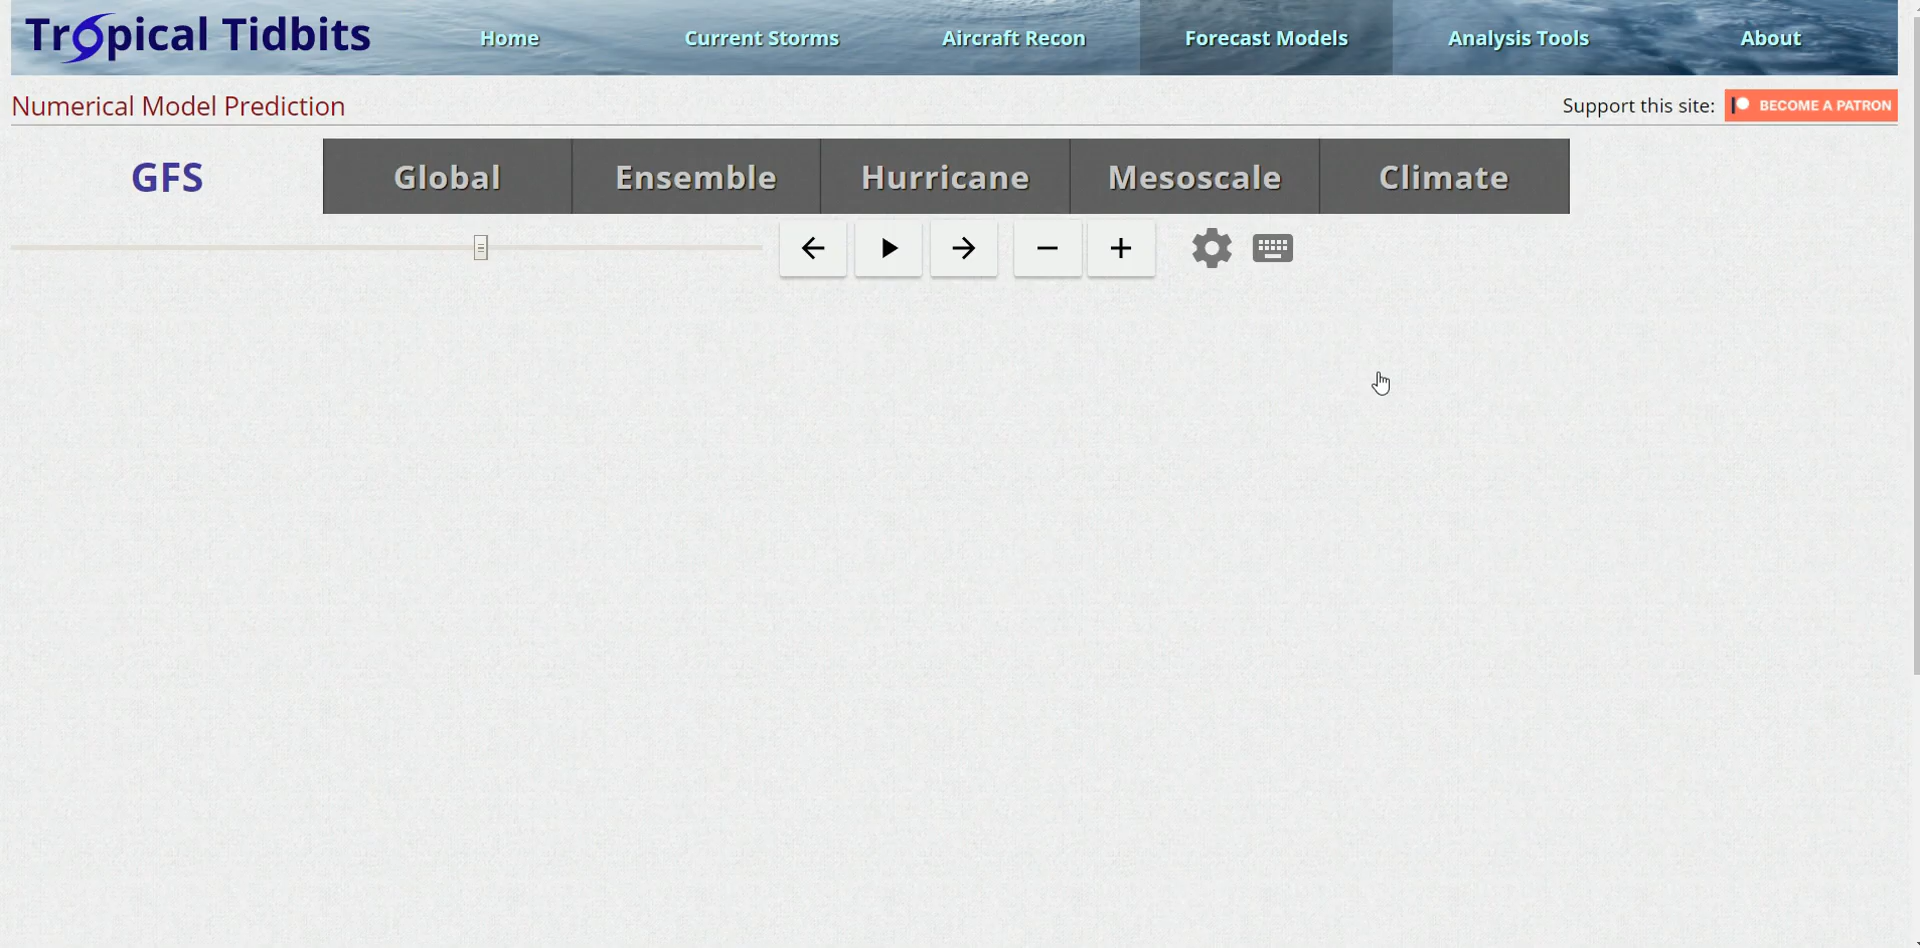 Tropical Tidbits
Home
Current Storms
Aircraft Recon
Forecast Models
Analysis Tools
About
Numerical Model Prediction
Support this site:
BECOME A PATRON
GFS
Global
Ensemble
Hurricane
Mesoscale
Climate